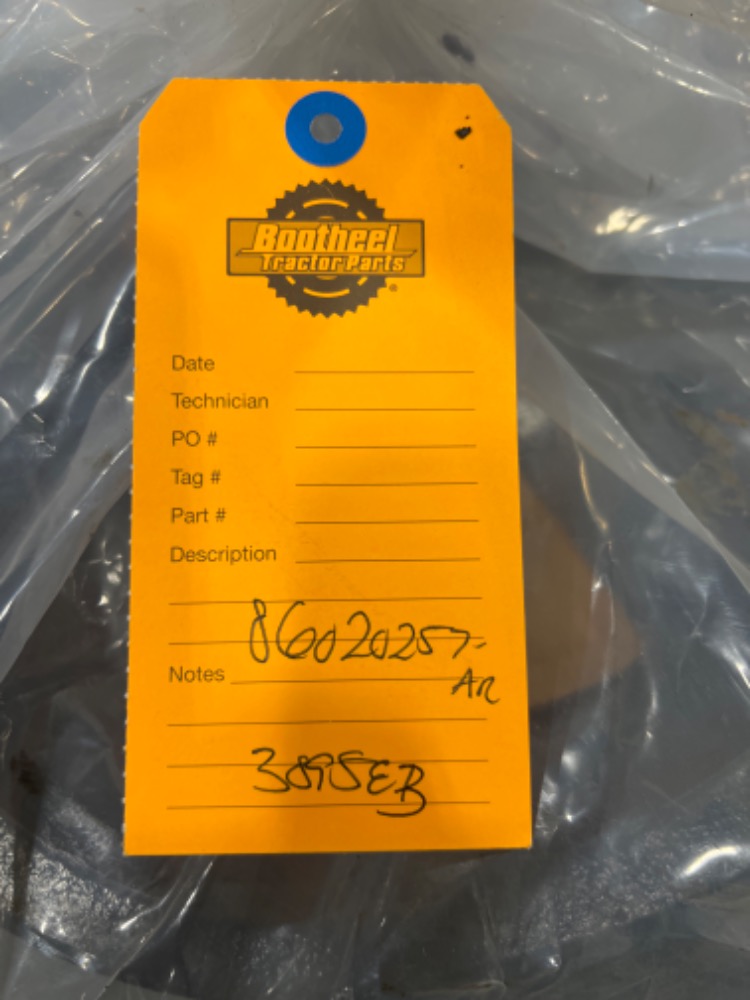 Bootheel
Tractor Parts
®
Date
Technician
PO #
Tag #
Part #
Description
86020257-
AR
Notes
3895EB